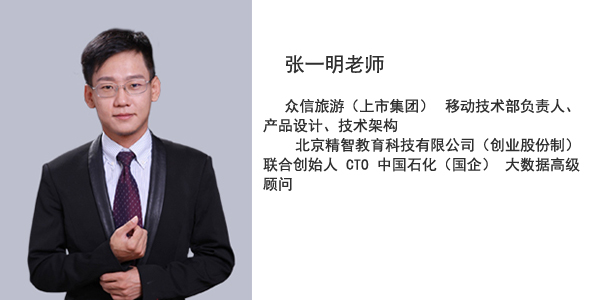 张一明老师
众信旅游（上市集团） 移动技术部负责人、
产品设计、技术架构
北京精智教育科技有限公司（创业股份制）
联合创始人 CTO 中国石化（国企） 大数据高级
顾问